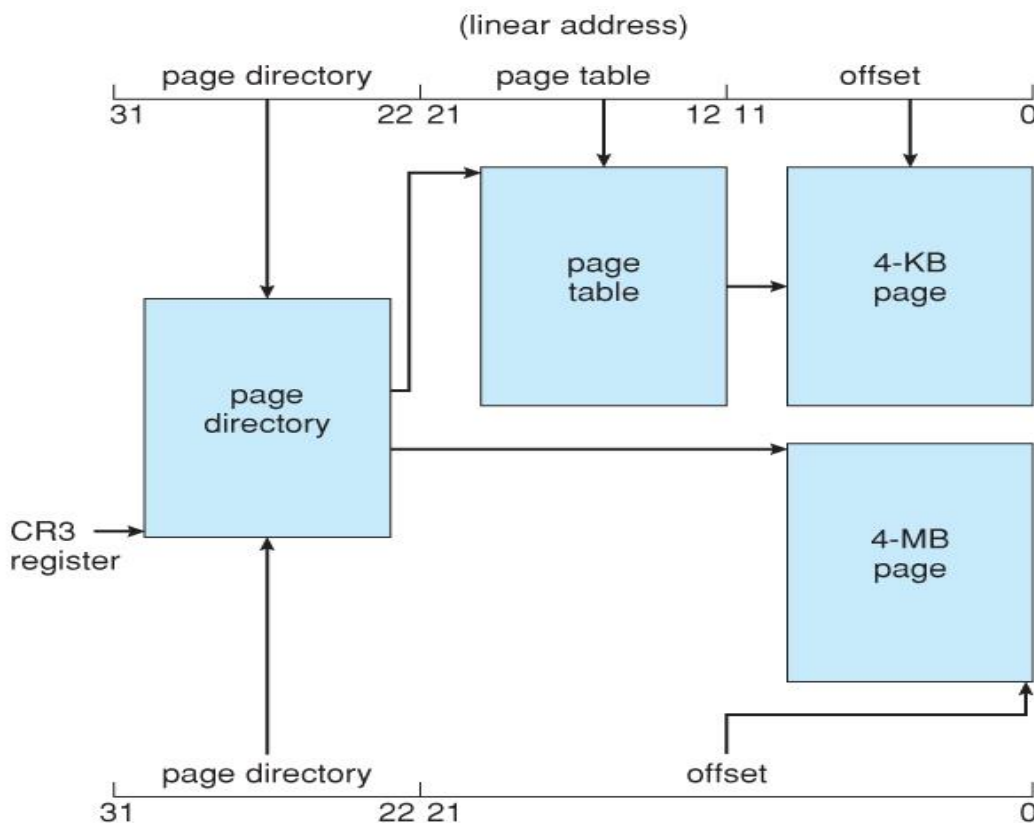 (linear address)
page directory page table offset
31 22 21 12 11 0
page
table
4-KB
page
page
directory
CR3
register
4-MB
page
page directory offset
31 22 21 0